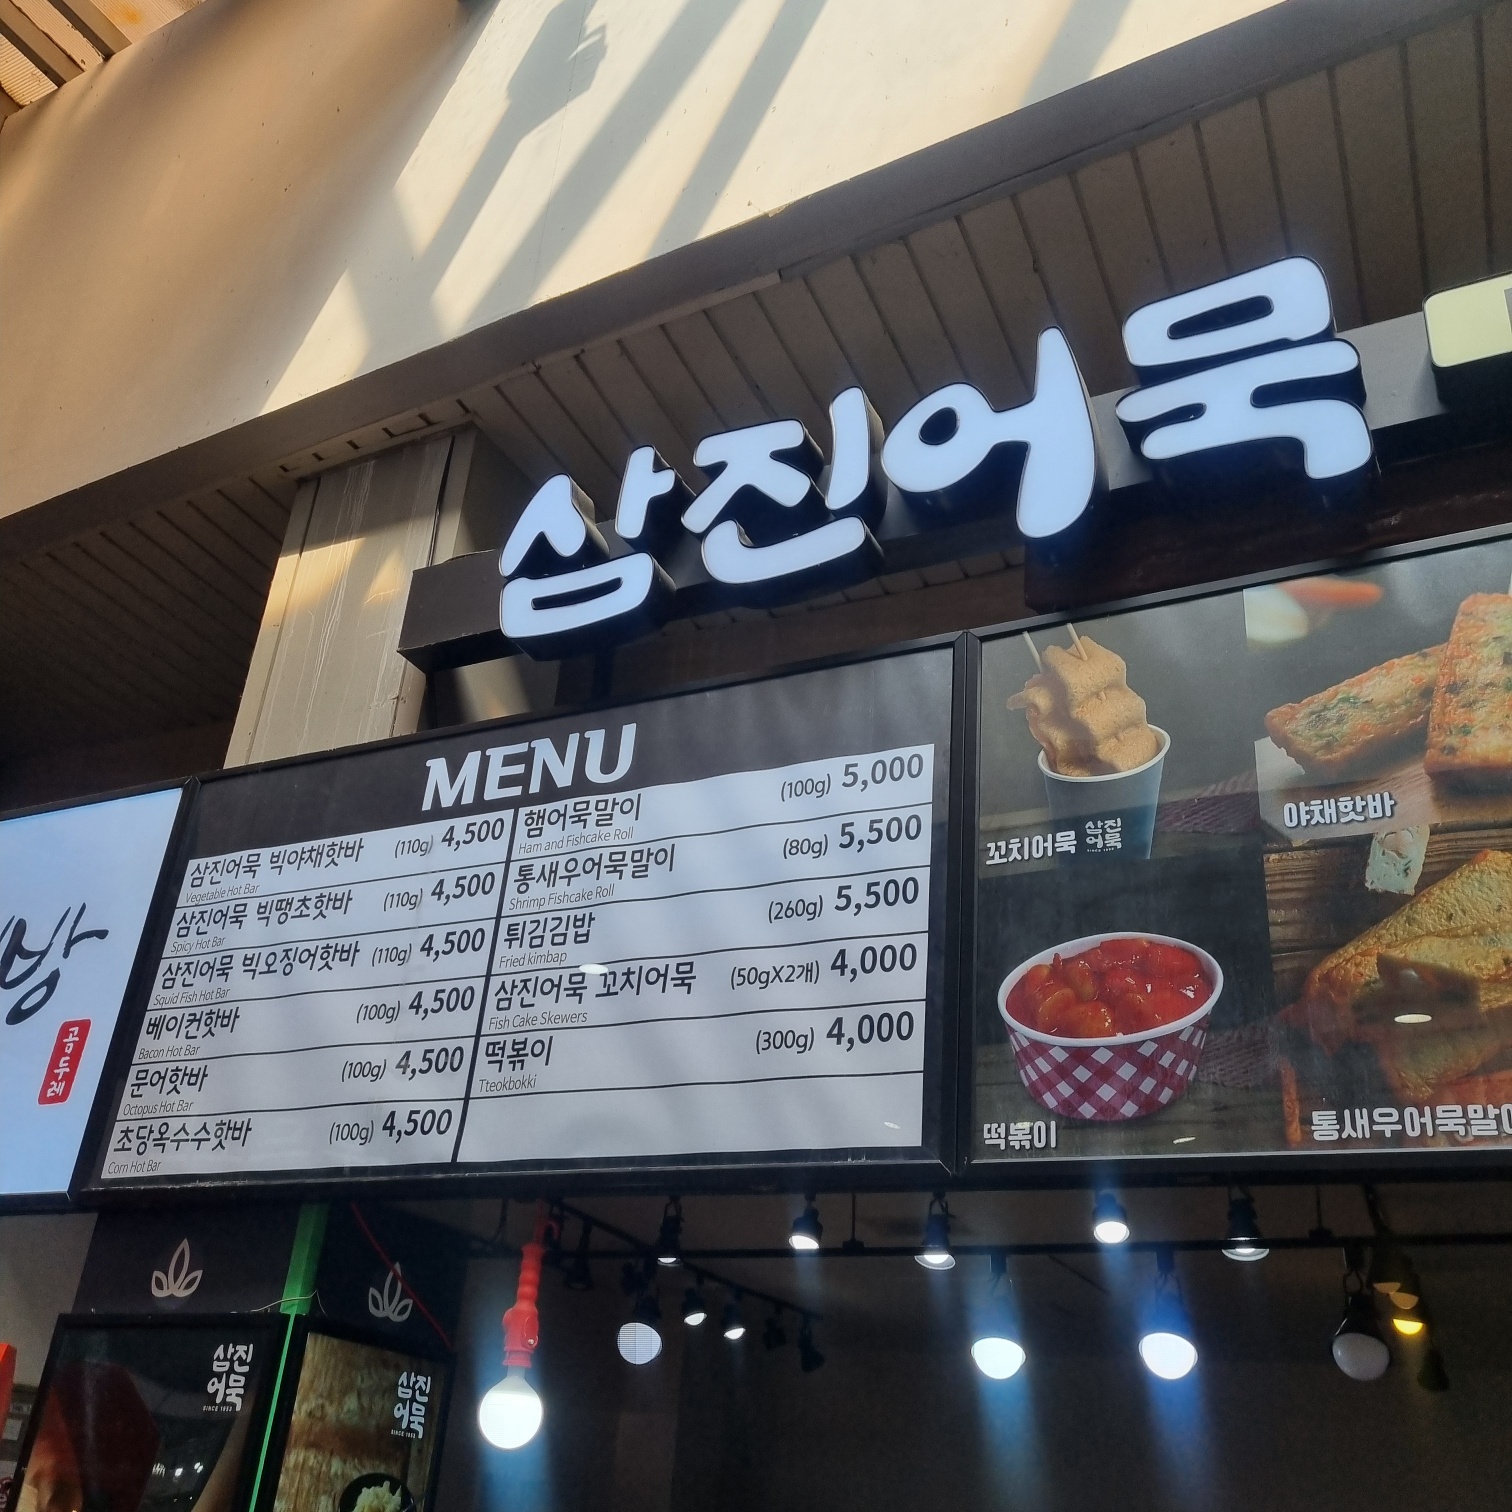 삼진어묵
MENU
삼진어묵 빅야채핫바 (110g) 4,500
Vegetable Hot Bar
삼진어묵 빅땡초핫바 (110g) 4,500
Spicy Hot Bar
삼진어묵 빅오징어핫바 (110g) 4,500
Squid Fish Hot Bar
베이컨핫바 (100g) 4,500
Bacon Hot Bar
문어핫바 (100g) 4,500
Octopus Hot Bar
초당옥수수핫바 (100g) 4,500
Corn Hot Bar
햄어묵말이 (100g) 5,000
Ham and Fishcake Roll
통새우어묵말이 (80g) 5,500
Shrimp Fishcake Roll
튀김김밥 (260g) 5,500
Fried kimbap
삼진어묵 꼬치어묵 (50gX2개) 4,000
Fish Cake Skewers
떡볶이 (300g) 4,000
Tteokbokki
꼬치어묵
삼진
어묵
야채핫바
떡볶이
통새우어묵말이
방
곰두레
삼진
어묵
SINCE 1953
삼진
어묵
SINCE 1953